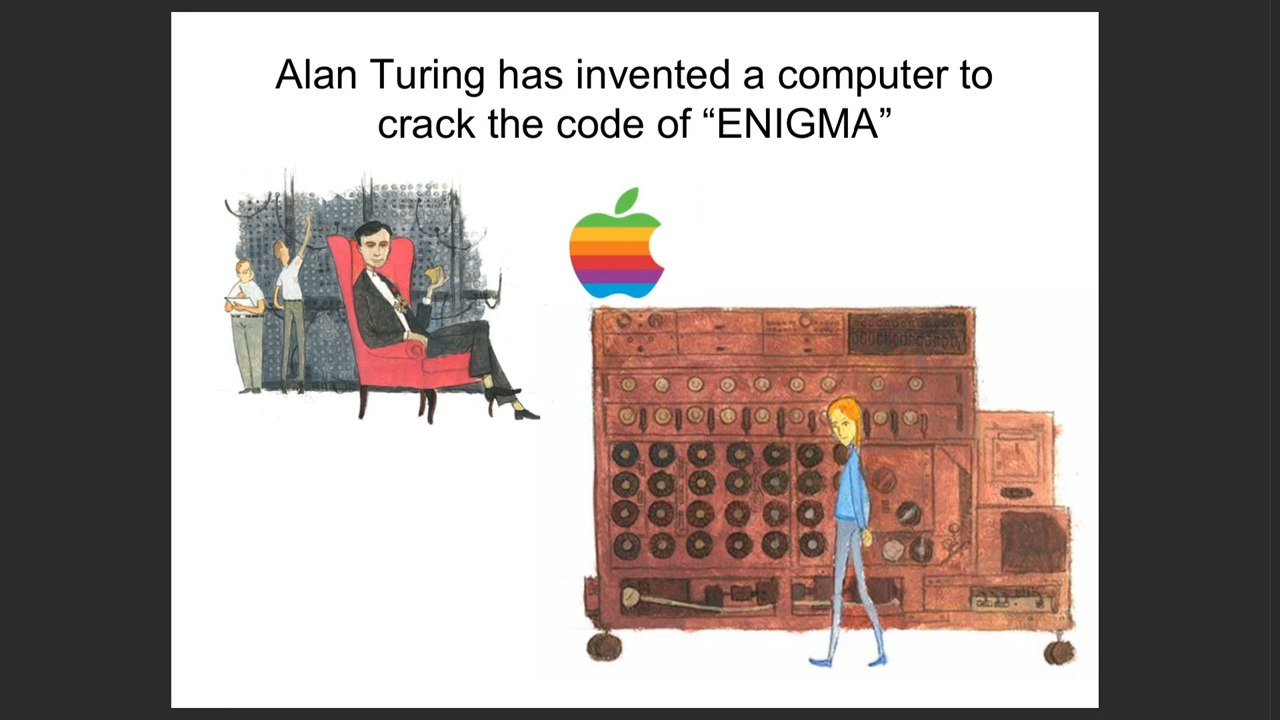 Alan Turing has invented a computer to
crack the code of “ENIGMA”